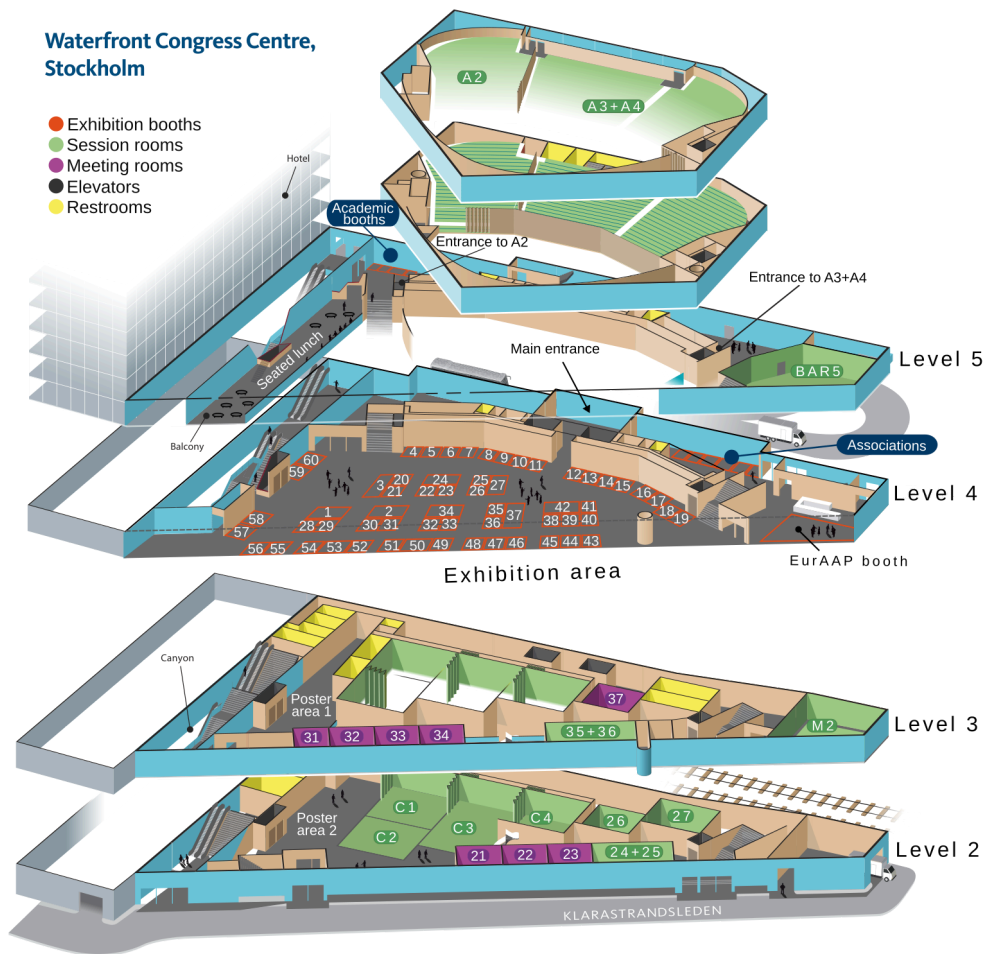 Waterfront Congress Centre,
Stockholm
Exhibition booths
Session rooms
Meeting rooms
Elevators
Restrooms
Hotel
A2
A3+A4
Academic
booths
Entrance to A2
Entrance to A3+A4
Main entrance
Seated lunch
Balcony
BAR5
Level 5
Associations
Level 4
4 5 6 7 8 9 10 11
12 13 14 15 16 17 18 19
60
59
3 20 21
24 22 23
25 26 27
58
57
1
28 29
2
30 31
34
32 33
35
36 37
42 41
38 39 40
56 55 54 53 52 51 50 49 48 47 46 45 44 43
EurAAP booth
Exhibition area
Canyon
Poster
area 1
31 32 33 34
35+36
37
M2
Level 3
Poster
area 2
C1
C2
C3
C4
26
27
21 22 23
24+25
Level 2
KLARASTRANDSLEDEN